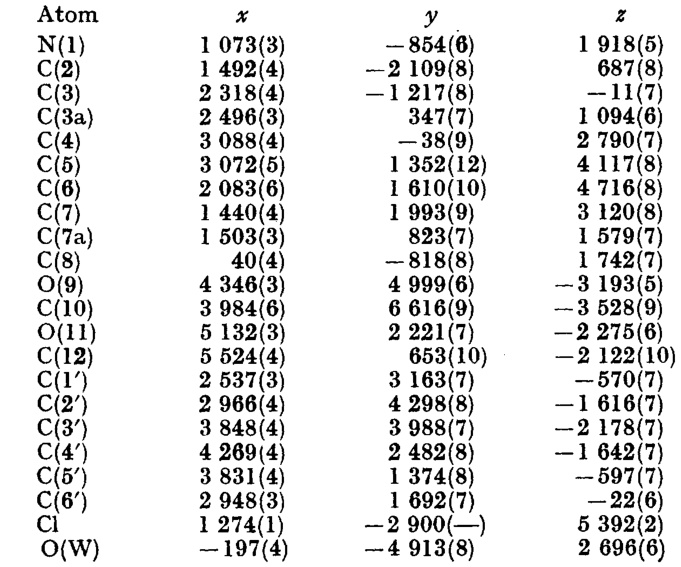 Atom x y z
N(1) 1 073(3) −854(6) 1 918(5)
C(2) 1 492(4) −2 109(8) 687(8)
C(3) 2 318(4) −1 217(8) −11(7)
C(3a) 2 496(3) 347(7) 1 094(6)
C(4) 3 088(4) −38(9) 2 790(7)
C(5) 3 072(5) 1 352(12) 4 117(8)
C(6) 2 083(6) 1 610(10) 4 716(8)
C(7) 1 440(4) 1 993(9) 3 120(8)
C(7a) 1 503(3) 823(7) 1 579(7)
C(8) 40(4) −818(8) 1 742(7)
O(9) 4 346(3) 4 999(6) −3 193(5)
C(10) 3 984(6) 6 616(9) −3 528(9)
O(11) 5 132(3) 2 221(7) −2 275(6)
C(12) 5 524(4) 653(10) −2 122(10)
C(1′) 2 537(3) 3 163(7) −570(7)
C(2′) 2 966(4) 4 298(8) −1 616(7)
C(3′) 3 848(4) 3 988(7) −2 178(7)
C(4′) 4 269(4) 2 482(8) −1 642(7)
C(5′) 3 831(4) 1 374(8) −597(7)
C(6′) 2 948(3) 1 692(7) −22(6)
Cl 1 274(1) −2 900(—) 5 392(2)
O(W) −197(4) −4 913(8) 2 696(6)